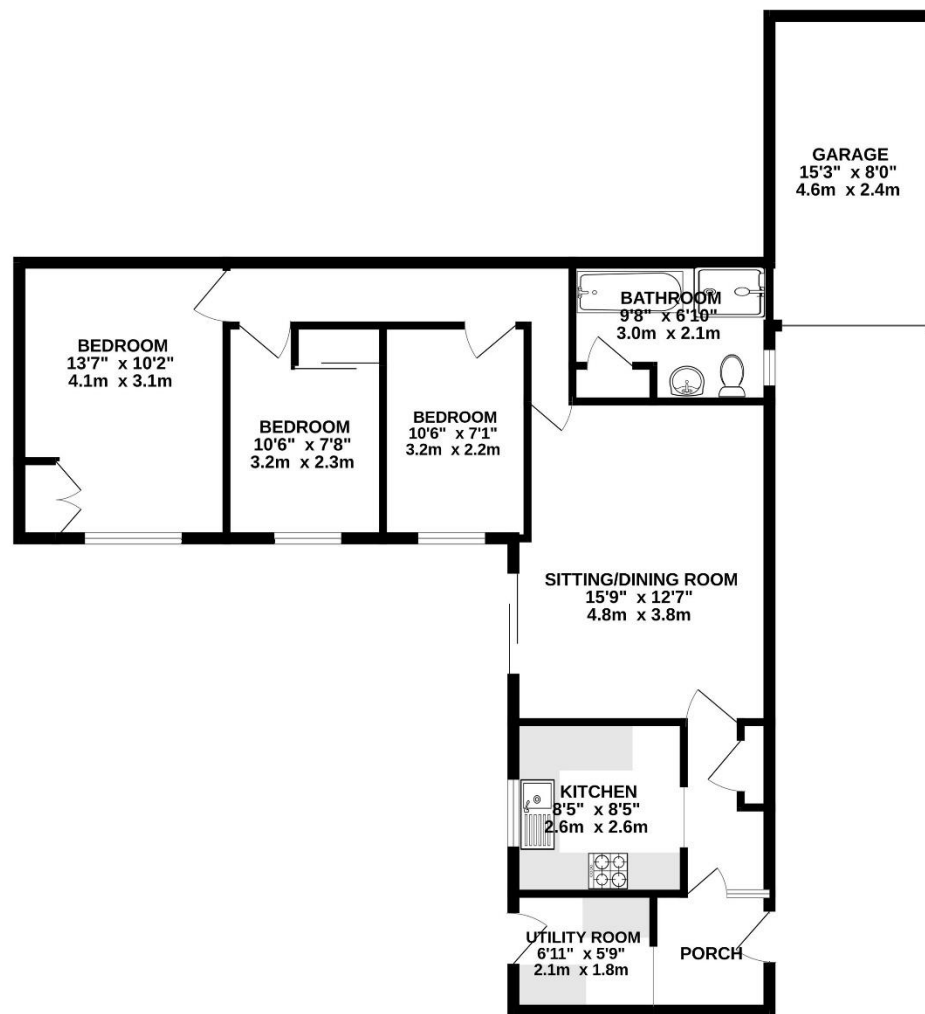 GARAGE
15'3" x 8'0"
4.6m x 2.4m
BATHROOM
9'8" x 6'10"
3.0m x 2.1m
BEDROOM
13'7" x 10'2"
4.1m x 3.1m
BEDROOM
10'6" x 7'8"
3.2m x 2.3m
BEDROOM
10'6" x 7'1"
3.2m x 2.2m
SITTING/DINING ROOM
15'9" x 12'7"
4.8m x 3.8m
KITCHEN
8'5" x 8'5"
2.6m x 2.6m
UTILITY ROOM
6'11" x 5'9"
2.1m x 1.8m
PORCH